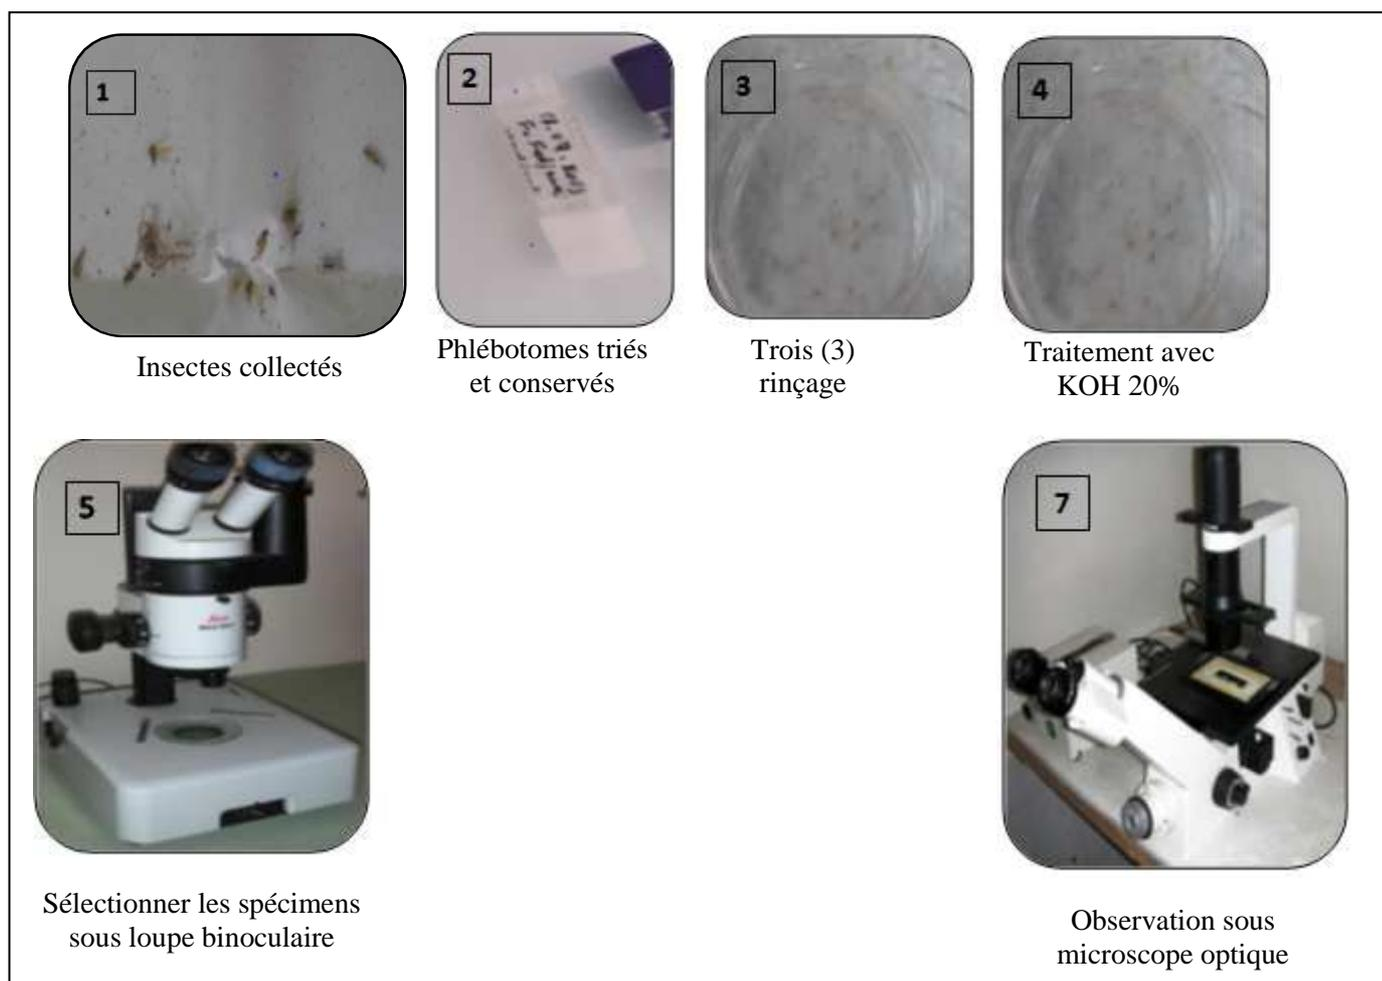 1
2
3
4
Insectes collectés
Phlébotomes triés
et conservés
Trois (3)
rinçage
Traitement avec
KOH 20%
5
7
Sélectionner les spécimens
sous loupe binoculaire
Observation sous
microscope optique